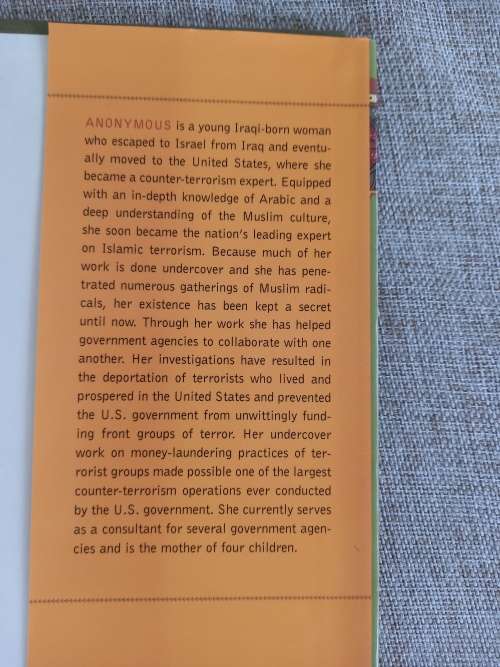 ANONYMOUS is a young Iraqi-born woman
who escaped to Israel from Iraq and eventu-
ally moved to the United States, where she
became a counter-terrorism expert. Equipped
with an in-depth knowledge of Arabic and a
deep understanding of the Muslim culture,
she soon became the nation's leading expert
on Islamic terrorism. Because much of her
work is done undercover and she has pene-
trated numerous gatherings of Muslim radi-
cals, her existence has been kept a secret
until now. Through her work she has helped
government agencies to collaborate with one
another. Her investigations have resulted in
the deportation of terrorists who lived and
prospered in the United States and prevented
the U.S. government from unwittingly fund-
ing front groups of terror. Her undercover
work on money-laundering practices of ter-
rorist groups made possible one of the largest
counter-terrorism operations ever conducted
by the U.S. government. She currently serves
as a consultant for several government agen-
cies and is the mother of four children.